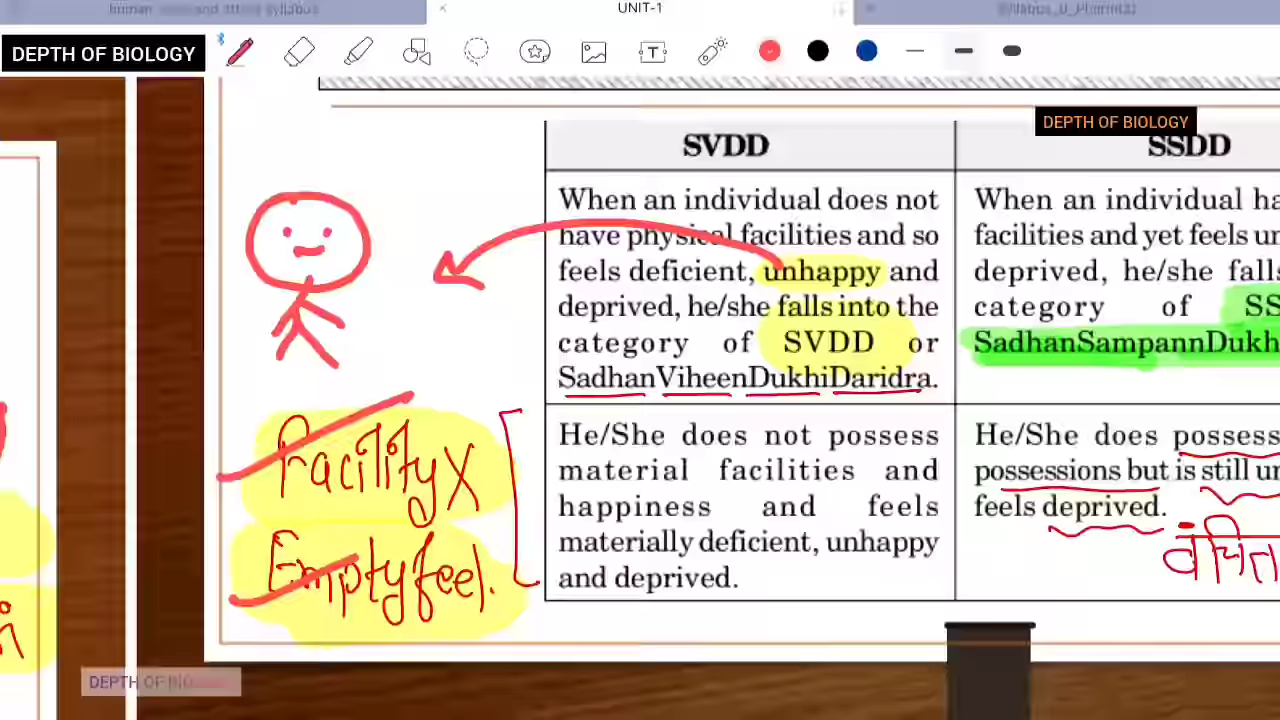 UNIT-1
DEPTH OF BIOLOGY
DEPTH OF BIOLOGY
SVDD
When an individual does not
have physical facilities and so
feels deficient, unhappy and
deprived, he/she falls into the
category of SVDD or
SadhanViheenDukhiDaridra.
He/She does not possess
material facilities and
happiness and feels
materially deficient, unhappy
and deprived.
SSDD
When an individual ha
facilities and yet feels un
deprived, he/she falls
category of SS
SadhanSampannDukh
He/She does possess
possessions but is still un
feels deprived.
वंचित
Facility X
Empty feel.
DEPTH OF BIOLOGY